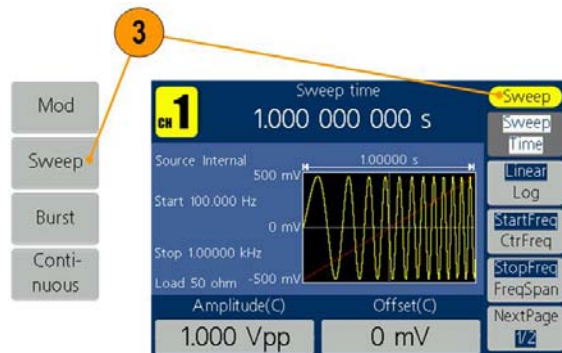 3
Mod
Sweep
Burst
Conti-
nuous
CH 1
Sweep time
1.000 000 000 s
Source Internal
Start 100.000 Hz
Stop 1.00000 kHz
Load 50 ohm
1.00000 s
500 mV
0 mV
-500 mV
Amplitude(C)
1.000 Vpp
Offset(C)
0 mV
Sweep
Sweep
Time
Linear
Log
StartFreq
CtrFreq
StopFreq
FreqSpan
NextPage
1/2